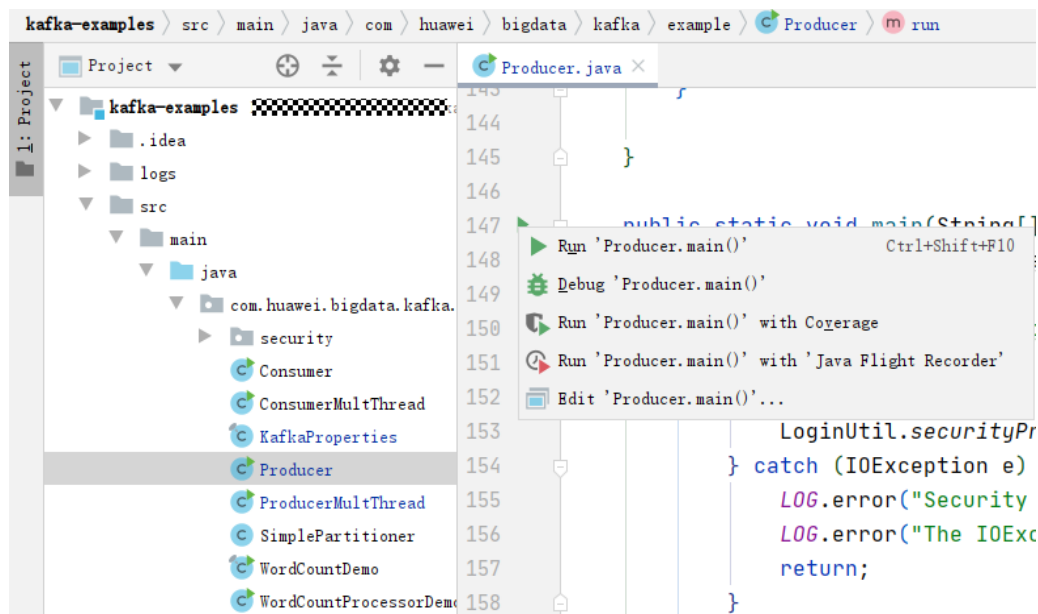 kafka-examples 〉 src 〉 main 〉 java 〉 com 〉 huawei 〉 bigdata 〉 kafka 〉 example 〉 Producer 〉 m run
1: Project
Project
kafka-examples
.idea
logs
src
main
java
com.huawei.bigdata.kafka.
security
Consumer
ConsumerMultThread
KafkaProperties
Producer
ProducerMultThread
SimplePartitioner
WordCountDemo
WordCountProcessorDemo
Producer.java
143 }
144
145 }
146
147 public static void main(String[]
148
149
150
151
152
153 LoginUtil.securityPr
154 } catch (IOException e)
155 LOG.error("Security
156 LOG.error("The IOExc
157 return;
158 }
Run 'Producer.main()' Ctrl+Shift+F10
Debug 'Producer.main()'
Run 'Producer.main()' with Coverage
Run 'Producer.main()' with 'Java Flight Recorder'
Edit 'Producer.main()'...